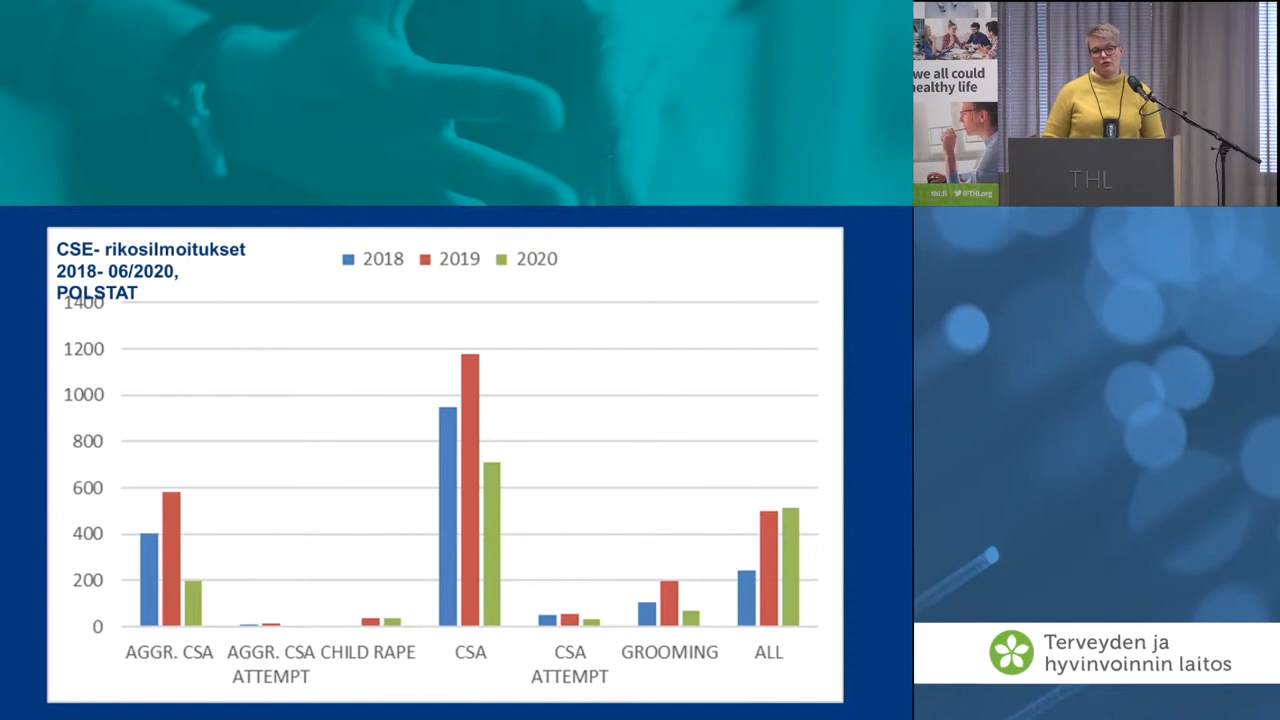 we all could
healthy life
thl.fi @THLorg
THL
CSE- rikosilmoitukset
2018- 06/2020,
POLSTAT
2018 2019 2020
1400
1200
1000
800
600
400
200
0
AGGR. CSA
AGGR. CSA
ATTEMPT
CHILD RAPE
CSA
CSA
ATTEMPT
GROOMING
ALL
Terveyden ja
hyvinvoinnin laitos